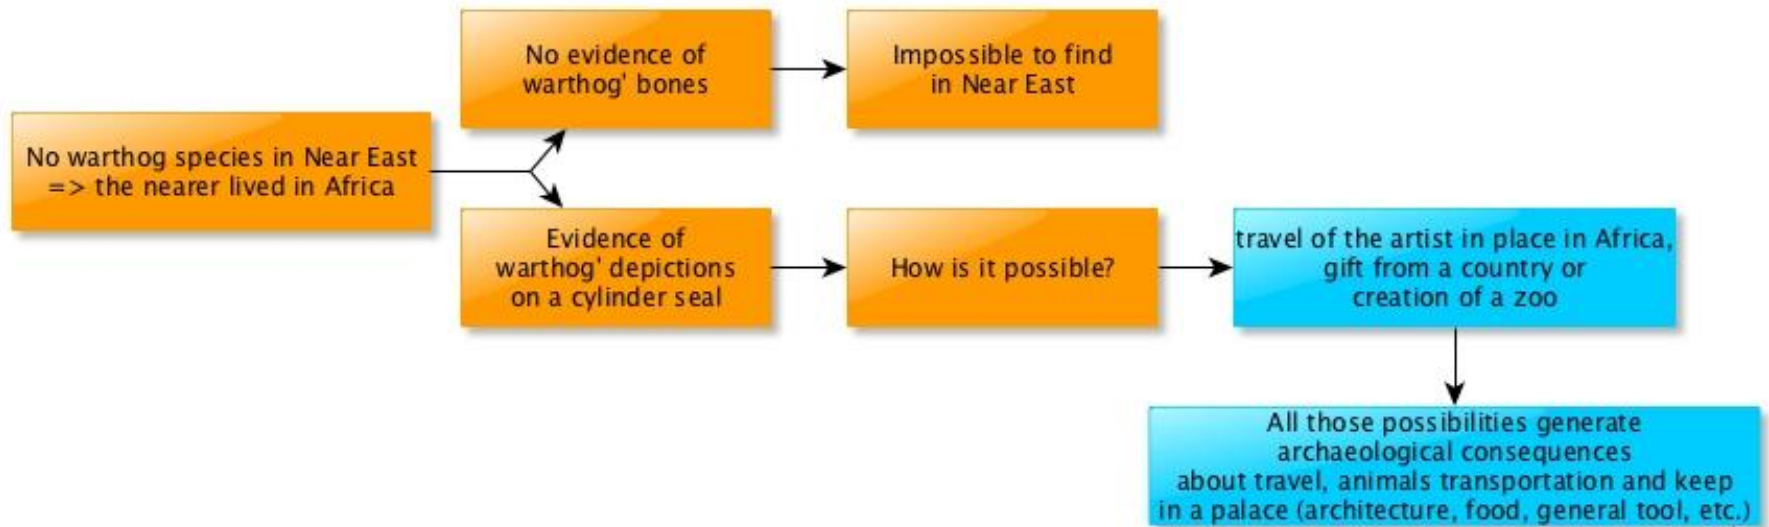 No warthog species in Near East
=> the nearer lived in Africa
No evidence of
warthog' bones
Impossible to find
in Near East
Evidence of
warthog' depictions
on a cylinder seal
How is it possible?
travel of the artist in place in Africa,
gift from a country or
creation of a zoo
All those possibilities generate
archaeological consequences
about travel, animals transportation and keep
in a palace (architecture, food, general tool, etc.)